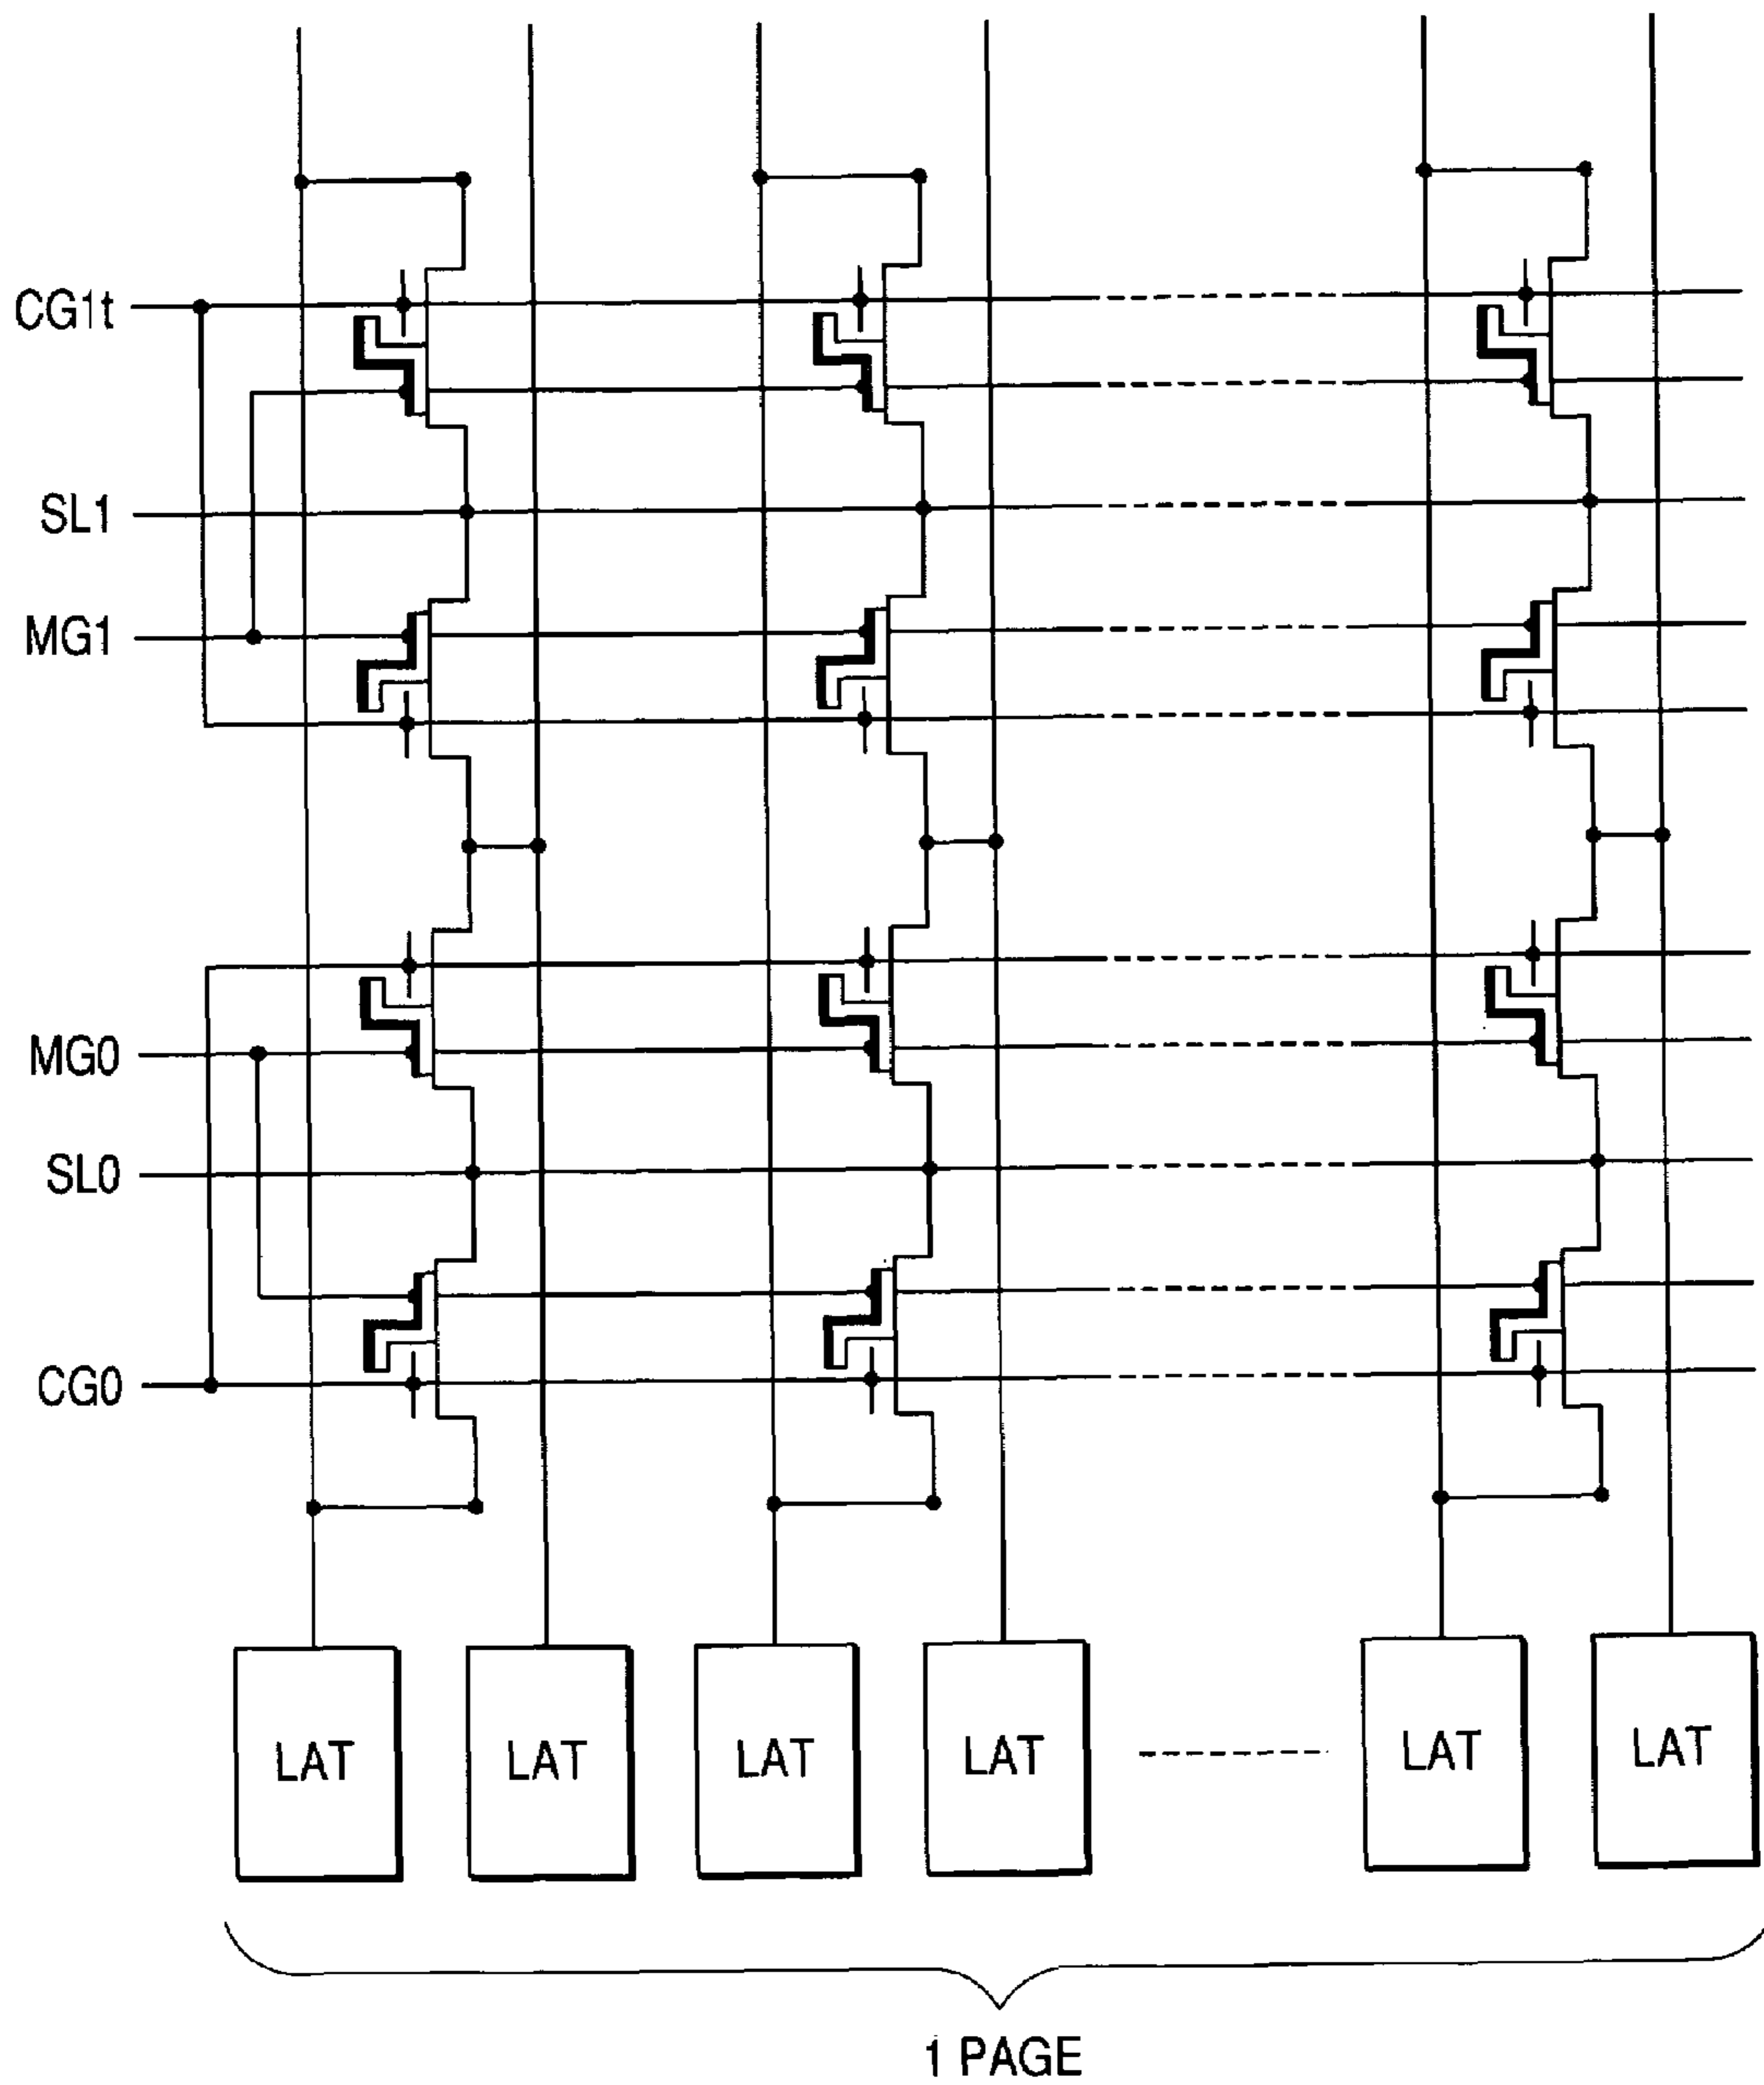 CG1t
SL1
MG1
MG0
SL0
CG0
LAT LAT LAT LAT LAT LAT
1 PAGE